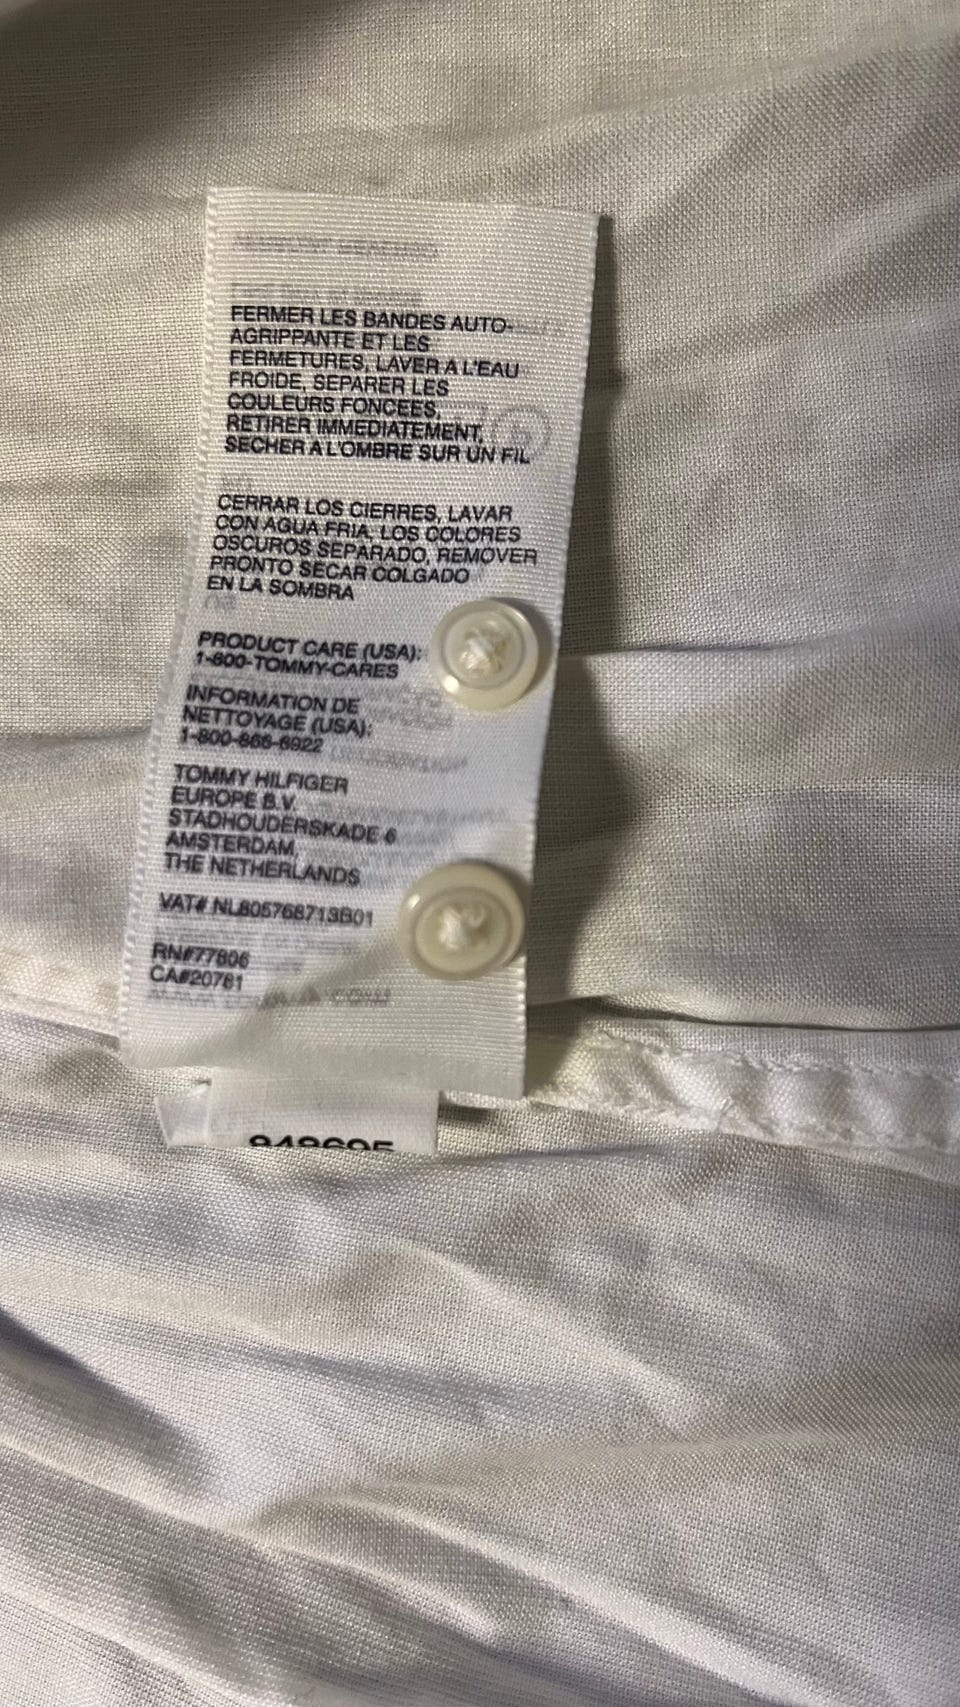 FERMER LES BANDES AUTO-
AGRIPPANTE ET LES
FERMETURES, LAVER A L'EAU
FROIDE, SEPARER LES
COULEURS FONCEES,
RETIRER IMMEDIATEMENT,
SECHER A L'OMBRE SUR UN FIL
CERRAR LOS CIERRES, LAVAR
CON AGUA FRIA, LOS COLORES
OSCUROS SEPARADO, REMOVER
PRONTO SECAR COLGADO
EN LA SOMBRA
PRODUCT CARE (USA):
1-800-TOMMY-CARES
INFORMATION DE
NETTOYAGE (USA):
1-800-866-6922
TOMMY HILFIGER
EUROPE B.V.
STADHOUDERSKADE 6
AMSTERDAM,
THE NETHERLANDS
VAT# NL805768713B01
RN#77806
CA#20781